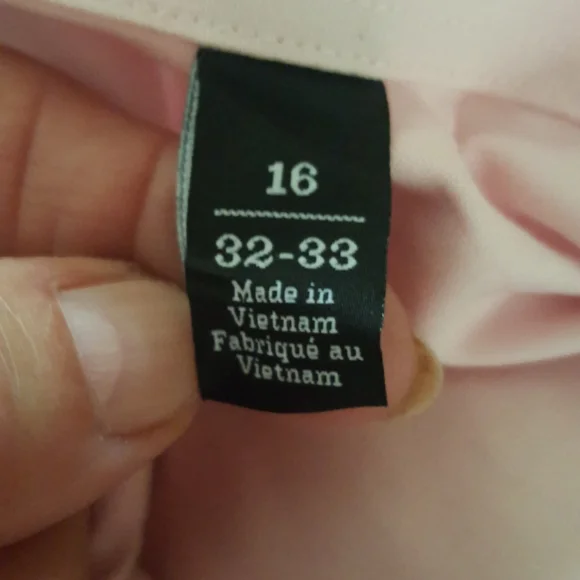 16
32-33
Made in
Vietnam
Fabriqué au
Vietnam